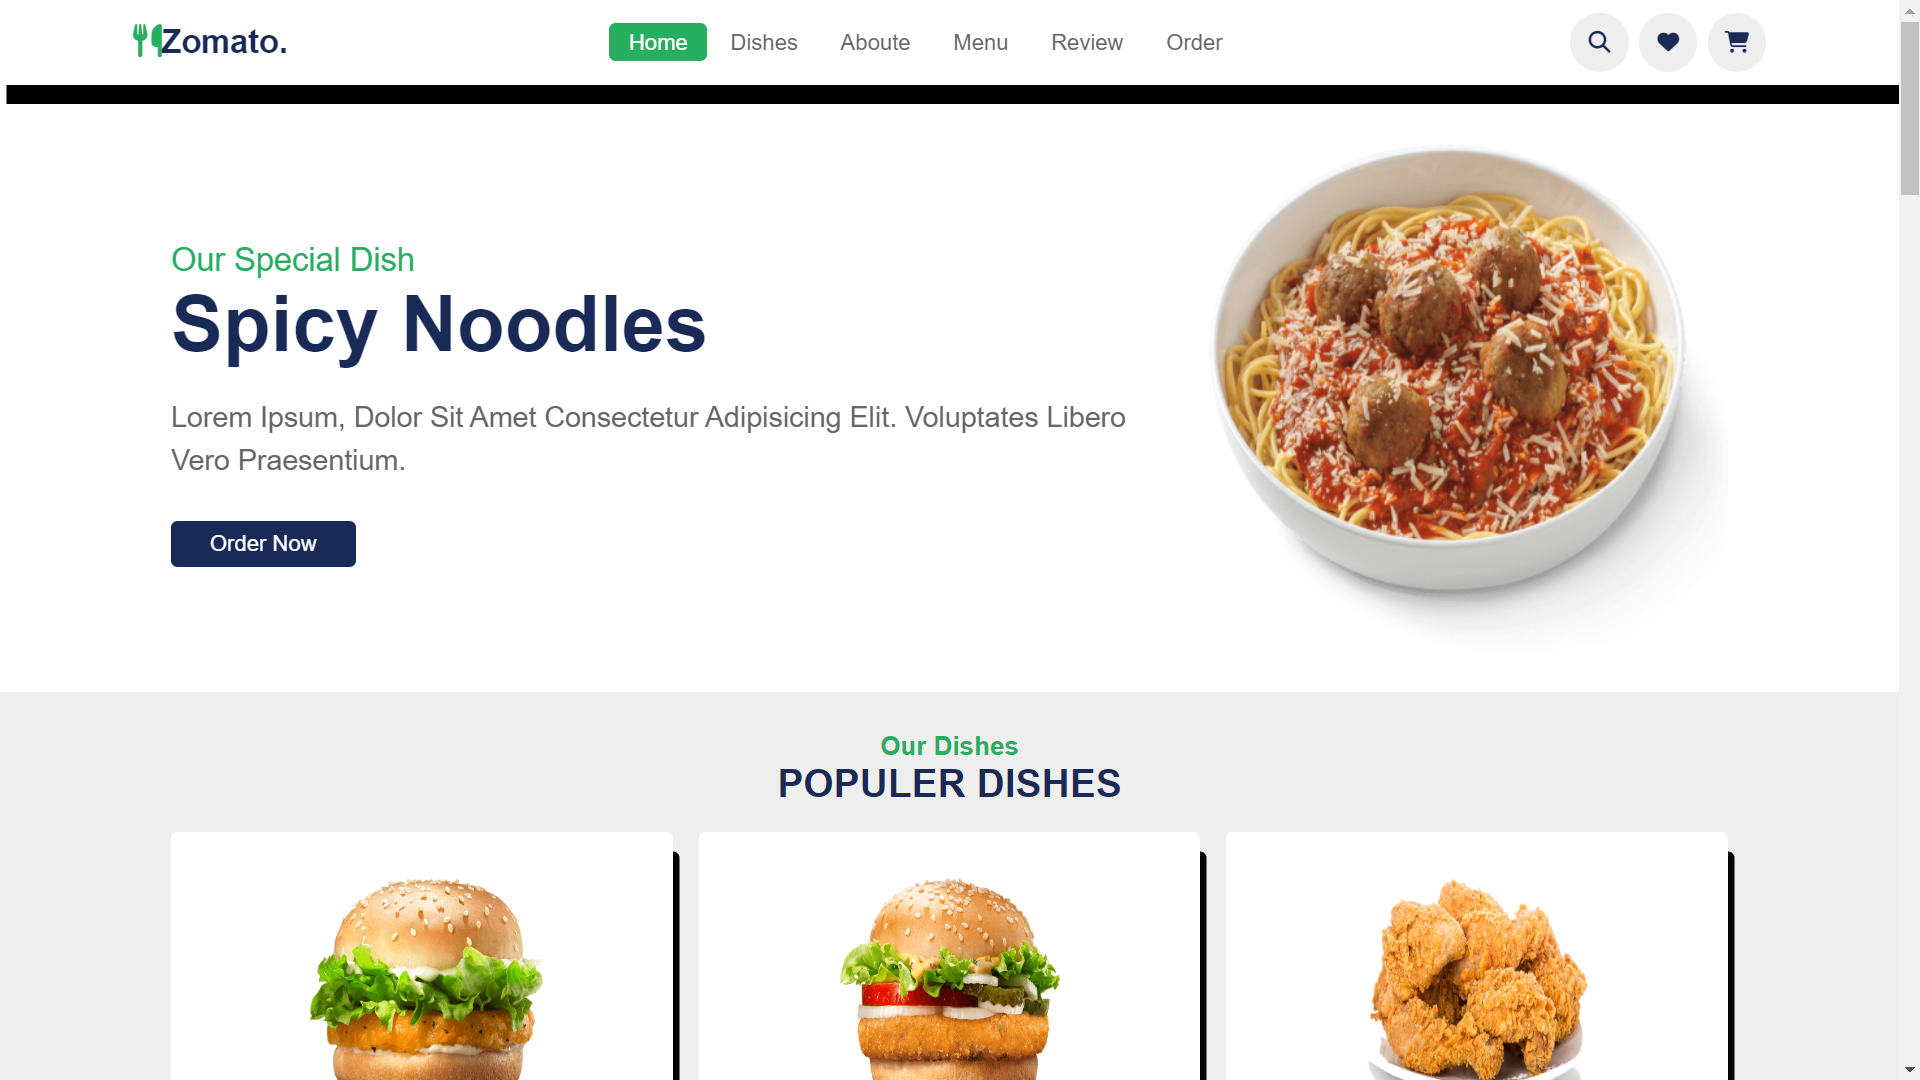 Zomato.
Home Dishes Aboute Menu Review Order
Our Special Dish
Spicy Noodles
Lorem Ipsum, Dolor Sit Amet Consectetur Adipisicing Elit. Voluptates Libero
Vero Praesentium.
Order Now
Our Dishes
POPULER DISHES